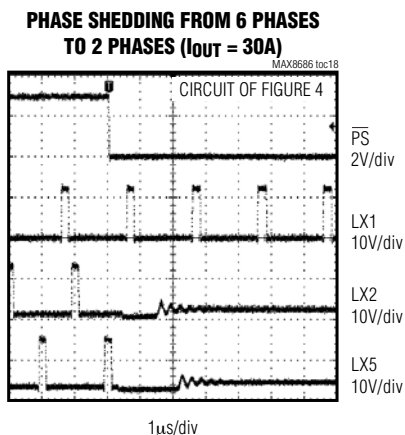 PHASE SHEDDING FROM 6 PHASES
TO 2 PHASES (IOUT = 30A)
MAX8686 toc18
CIRCUIT OF FIGURE 4
PS
2V/div
LX1
10V/div
LX2
10V/div
LX5
10V/div
1µs/div